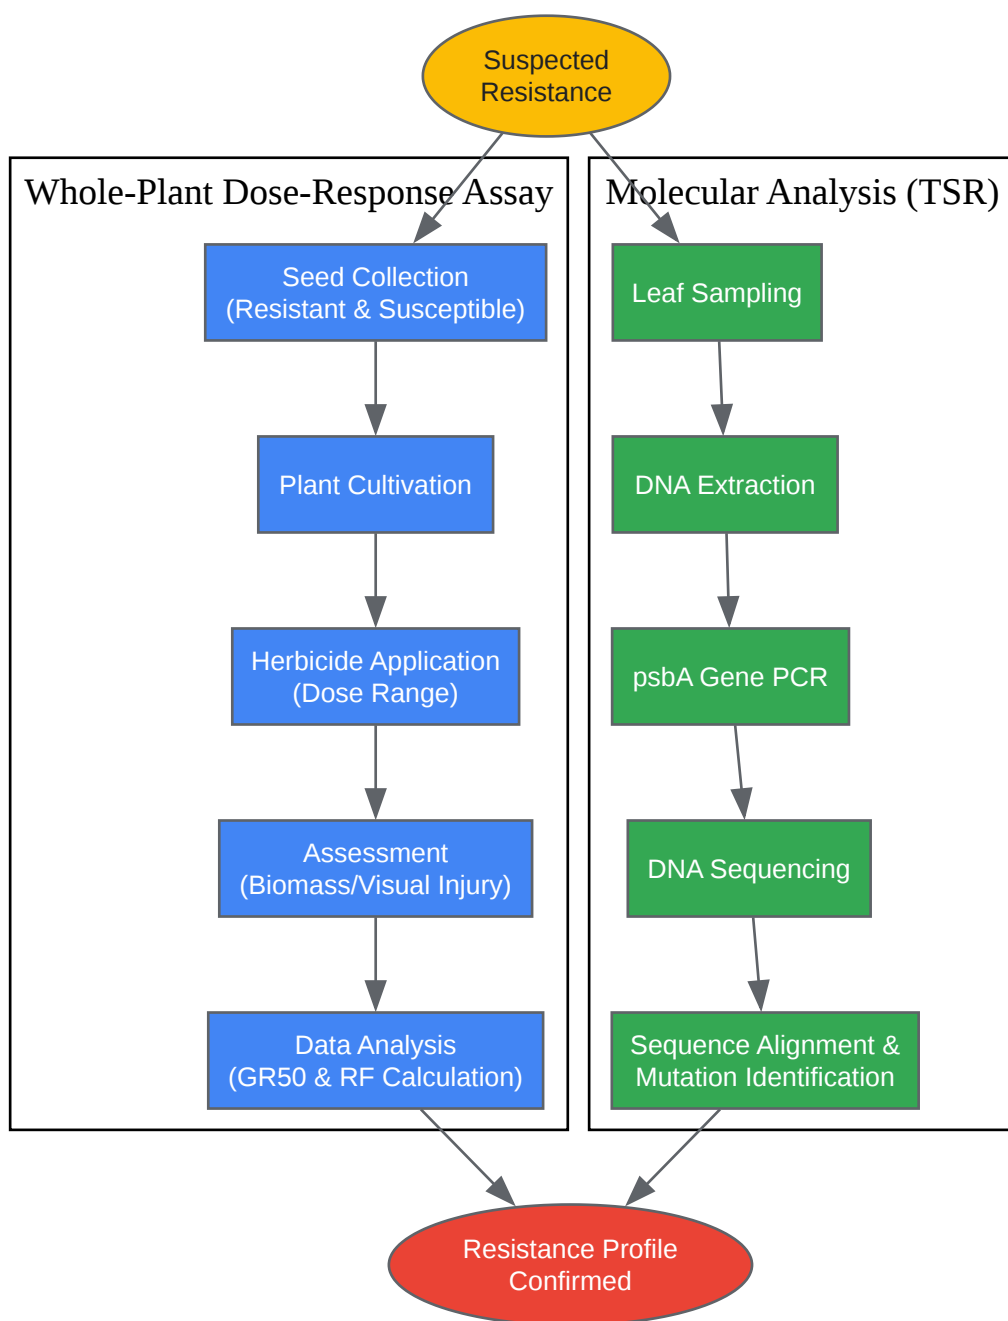 Suspected
Resistance
Whole-Plant Dose-Response Assay
Seed Collection
(Resistant & Susceptible)
Plant Cultivation
Herbicide Application
(Dose Range)
Assessment
(Biomass/Visual Injury)
Data Analysis
(GR50 & RF Calculation)
Molecular Analysis (TSR)
Leaf Sampling
DNA Extraction
psbA Gene PCR
DNA Sequencing
Sequence Alignment &
Mutation Identification
Resistance Profile
Confirmed